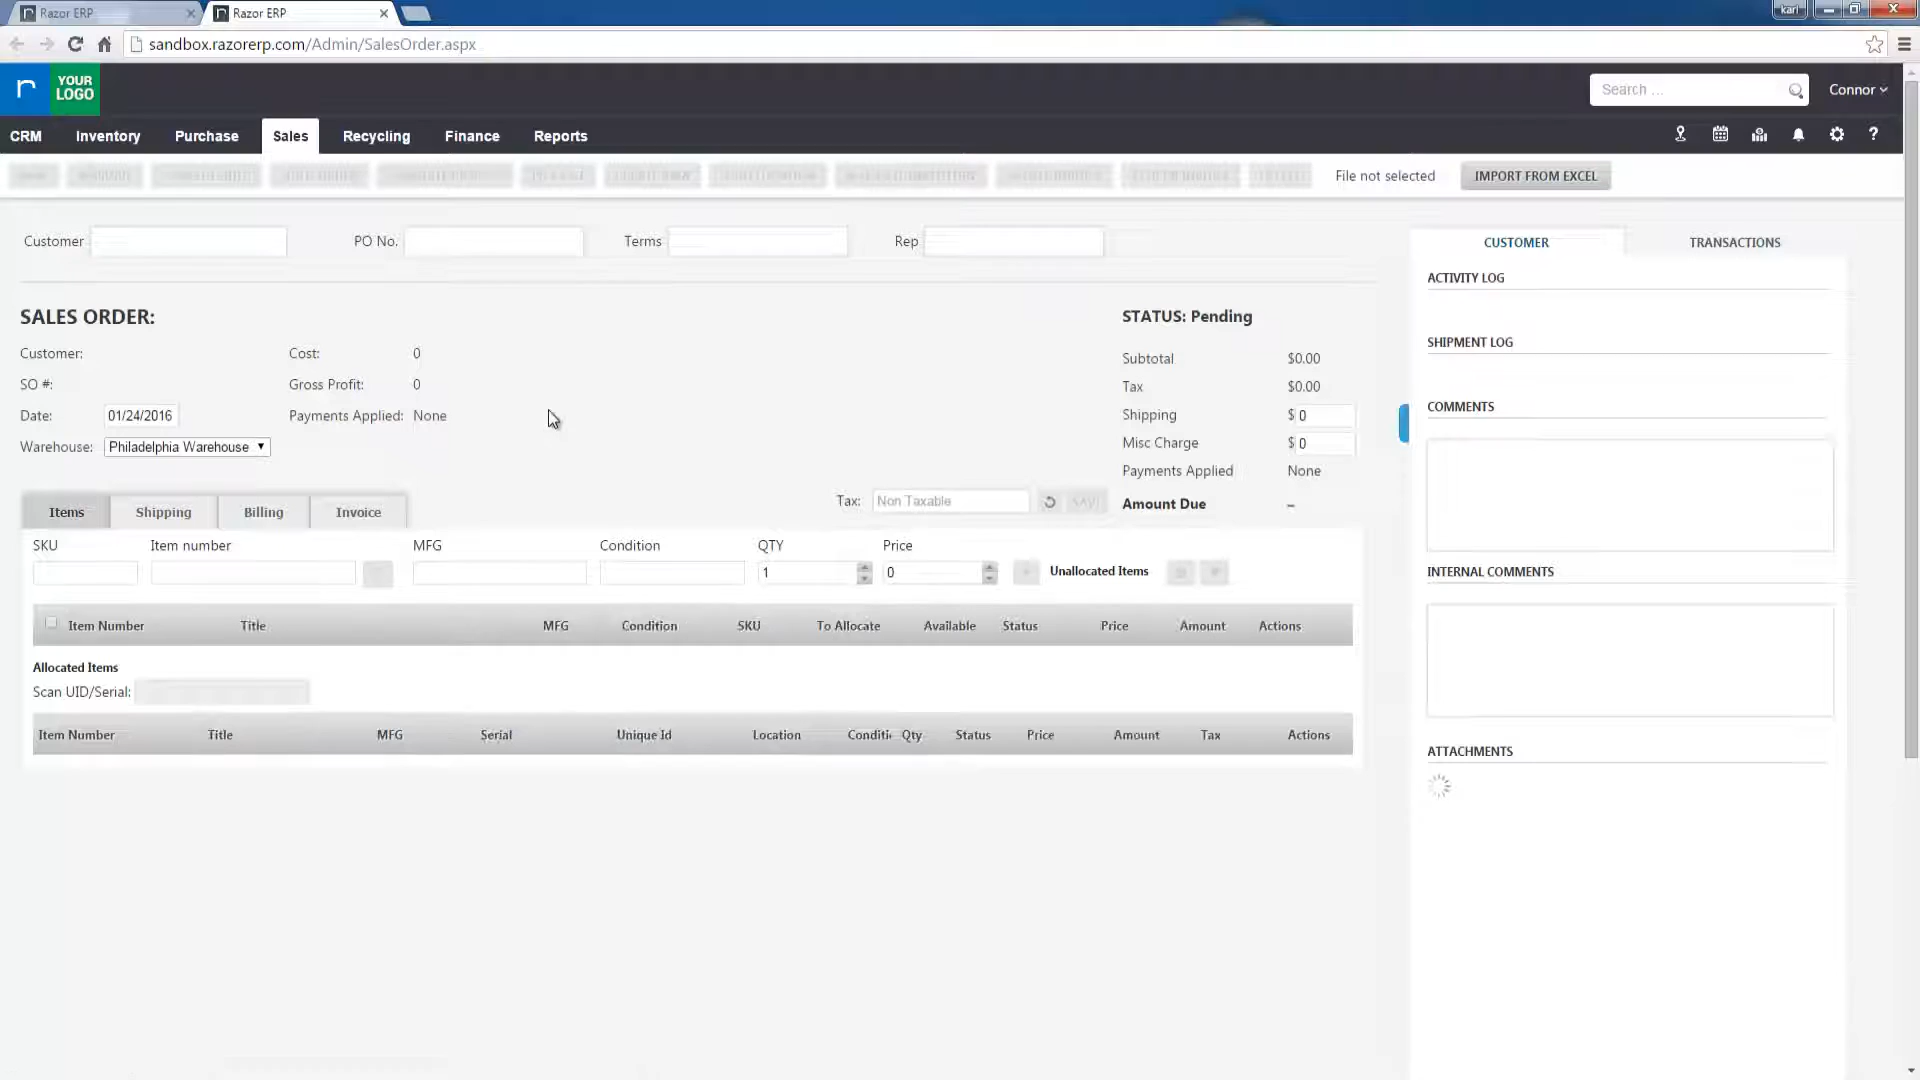 Razor ERP
Razor ERP
karl
sandbox.razorerp.com/Admin/SalesOrder.aspx
r
YOUR
LOGO
Search ...
Connor
CRM
Inventory
Purchase
Sales
Recycling
Finance
Reports
?
File not selected
IMPORT FROM EXCEL
Customer
PO No.
Terms
Rep
CUSTOMER
TRANSACTIONS
ACTIVITY LOG
SALES ORDER:
STATUS: Pending
SHIPMENT LOG
Customer:
Cost: 0
Subtotal $0.00
SO #:
Gross Profit: 0
Tax $0.00
Date: 01/24/2016
Payments Applied: None
Shipping $ 0
COMMENTS
Warehouse: Philadelphia Warehouse
Misc Charge $ 0
Payments Applied None
Items
Shipping
Billing
Invoice
Tax: Non Taxable
SAVE
Amount Due –
SKU
Item number
MFG
Condition
QTY
Price
1
0
Unallocated Items
INTERNAL COMMENTS
Item Number Title MFG Condition SKU To Allocate Available Status Price Amount Actions
Allocated Items
Scan UID/Serial:
Item Number Title MFG Serial Unique Id Location Conditi Qty Status Price Amount Tax Actions
ATTACHMENTS